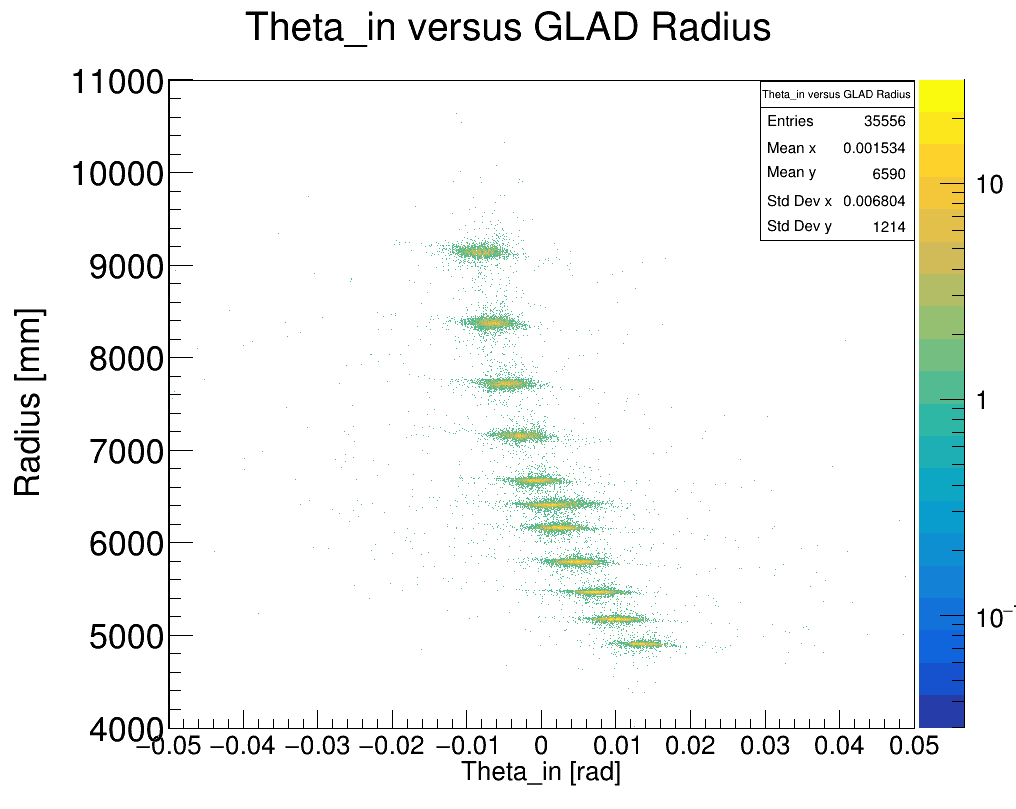 Theta_in versus GLAD Radius
11000
10000
9000
8000
7000
6000
5000
4000
Radius [mm]
−0.05 −0.04 −0.03 −0.02 −0.01 0 0.01 0.02 0.03 0.04 0.05
Theta_in [rad]
Theta_in versus GLAD Radius
Entries 35556
Mean x 0.001534
Mean y 6590
Std Dev x 0.006804
Std Dev y 1214
10
1
10⁻